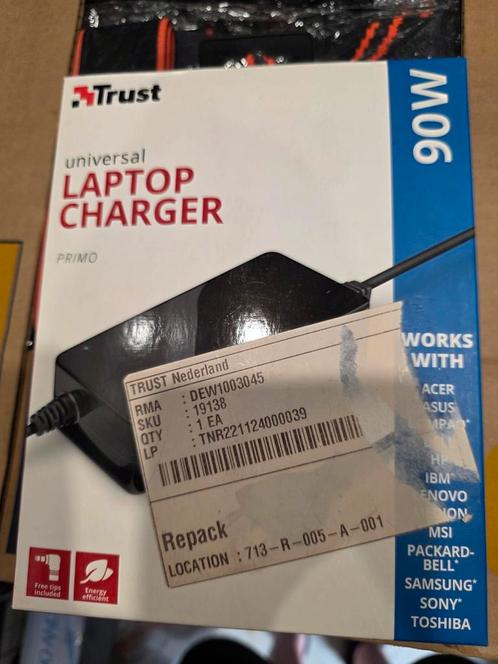 Trust
90W
universal
LAPTOP
CHARGER
PRIMO
WORKS
WITH
ACER
ASUS
HP
IBM*
LENOVO
MSI
PACKARD-
BELL*
SAMSUNG*
SONY*
TOSHIBA
TRUST Nederland
RMA : DEW1003045
SKU : 19138
QTY : 1 EA
LP : TNR221124000039
Repack
LOCATION : 713-R-005-A-001
Free tips
included
Energy
efficient